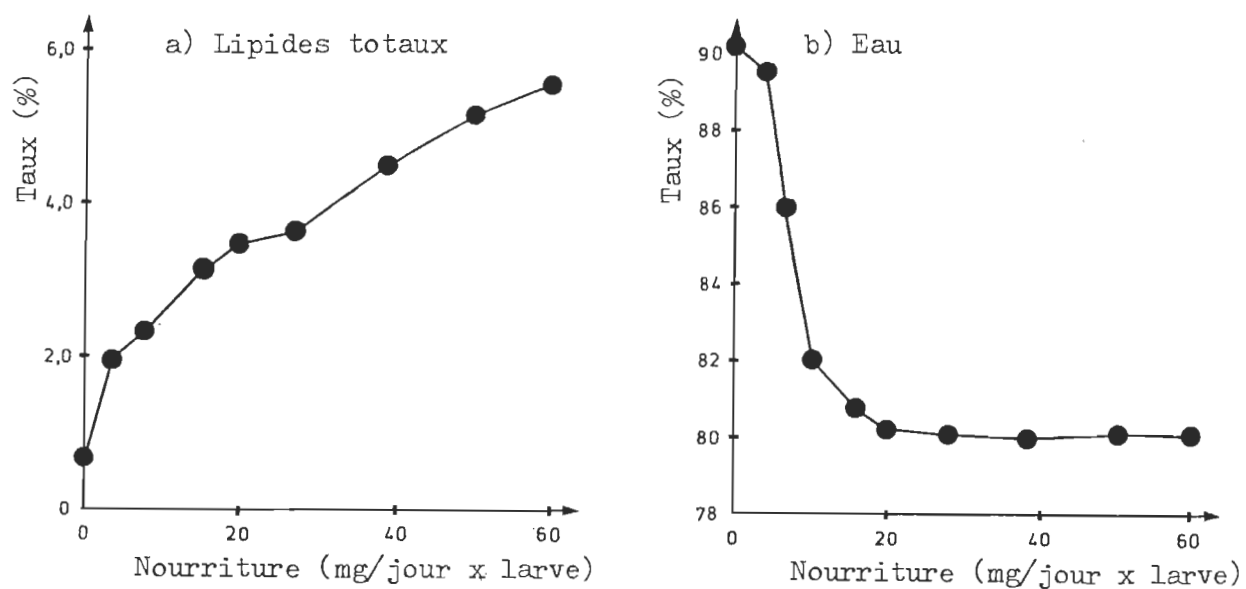 a) Lipides totaux
Taux (%)
6,0
4,0
2,0
0
0 20 40 60
Nourriture (mg/jour x larve)
b) Eau
Taux (%)
90
88
86
84
82
80
78
0 20 40 60
Nourriture (mg/jour x larve)